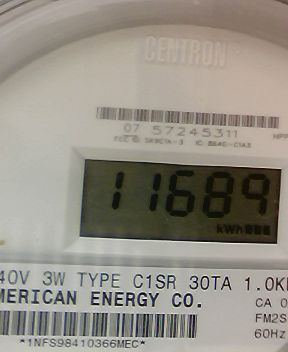 CENTRON®
07 57245311
11689
kWh
40V 3W TYPE C1SR 30TA 1.0K
MERICAN ENERGY CO.
CA 0
FM2S
60Hz
*1NFS98410366MEC*